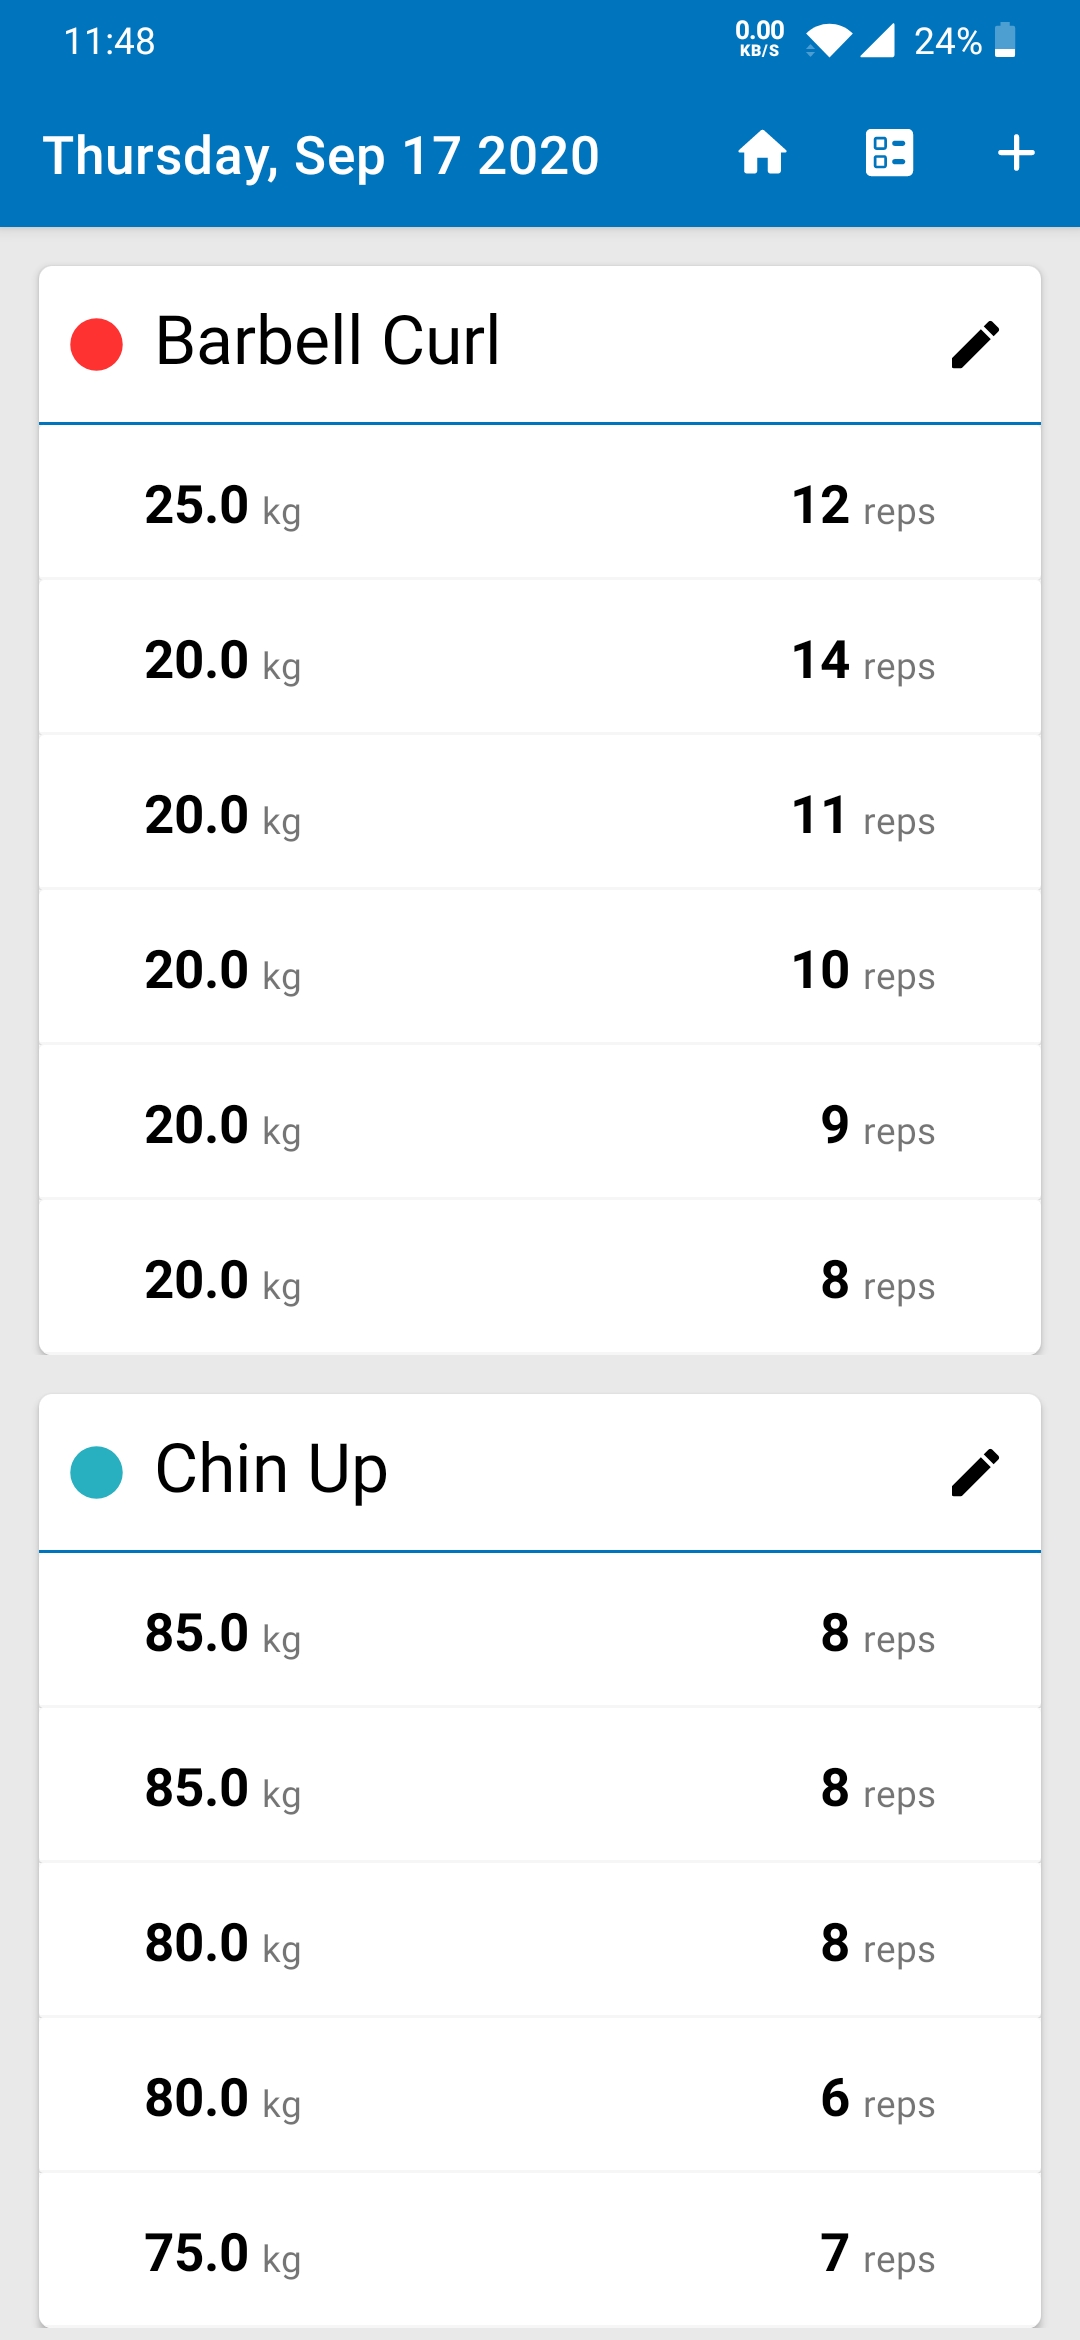 11:48 0.00 KB/S 24%
Thursday, Sep 17 2020
Barbell Curl
25.0 kg 12 reps
20.0 kg 14 reps
20.0 kg 11 reps
20.0 kg 10 reps
20.0 kg 9 reps
20.0 kg 8 reps
Chin Up
85.0 kg 8 reps
85.0 kg 8 reps
80.0 kg 8 reps
80.0 kg 6 reps
75.0 kg 7 reps